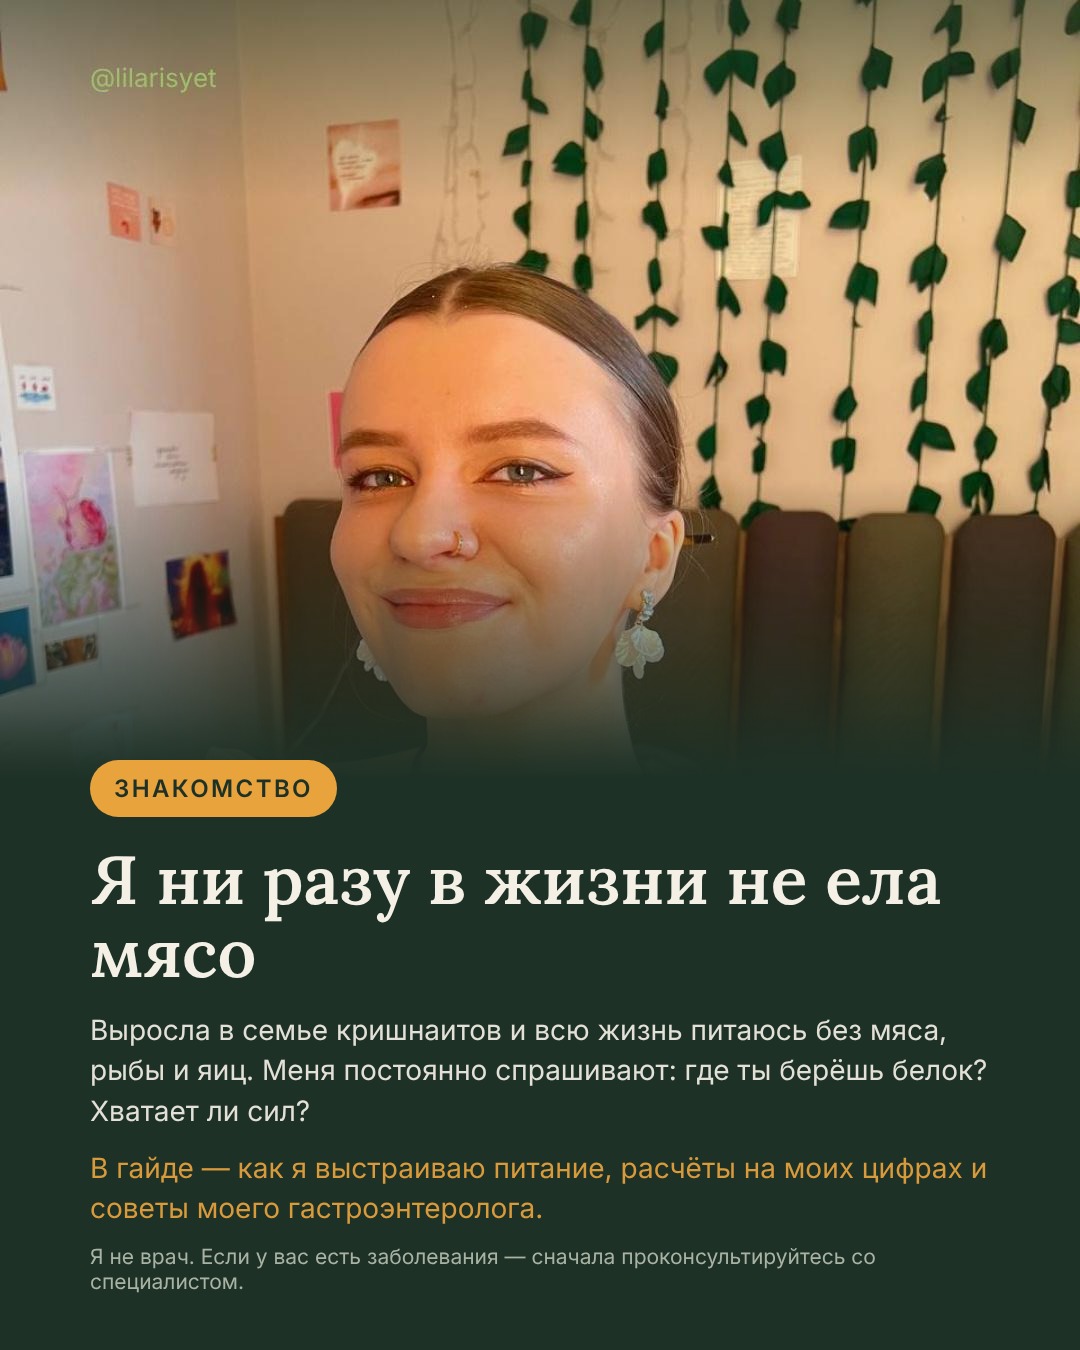 @lilarisyet
ЗНАКОМСТВО
Я ни разу в жизни не ела
мясо
Выросла в семье кришнаитов и всю жизнь питаюсь без мяса,
рыбы и яиц. Меня постоянно спрашивают: где ты берёшь белок?
Хватает ли сил?
В гайде — как я выстраиваю питание, расчёты на моих цифрах и
советы моего гастроэнтеролога.
Я не врач. Если у вас есть заболевания — сначала проконсультируйтесь со
специалистом.